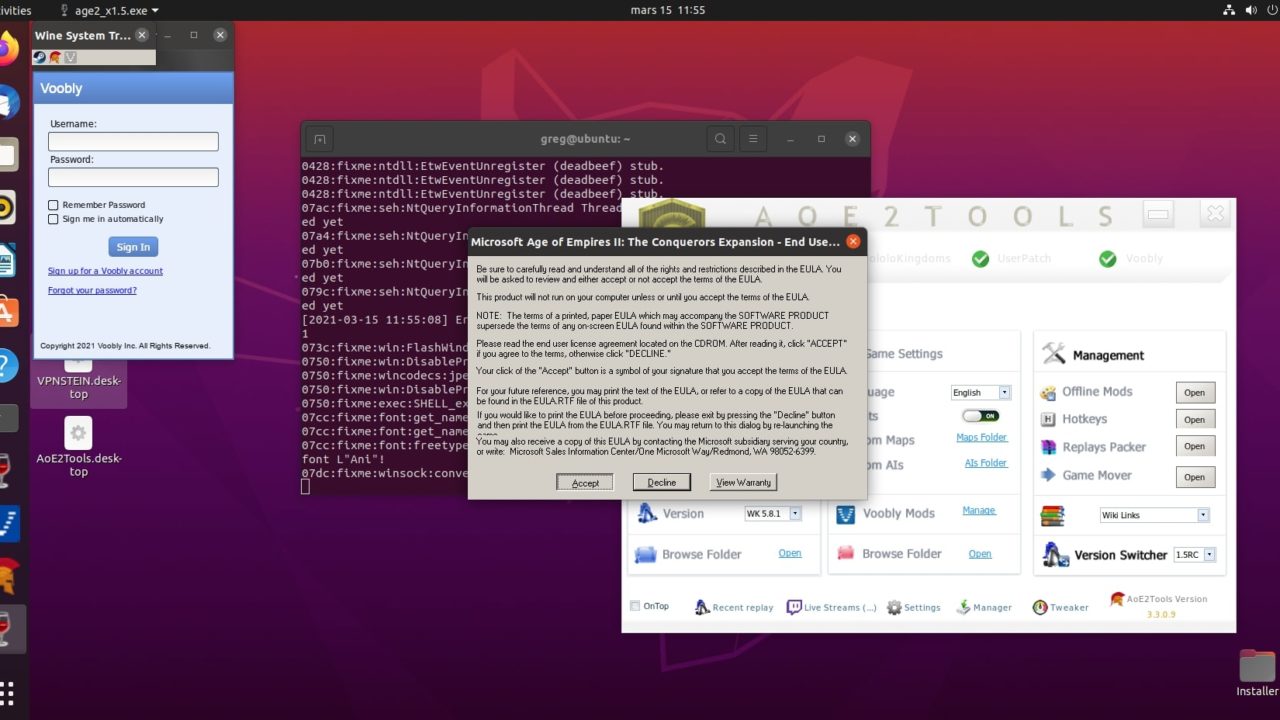 tivities
age2_x1.5.exe
mars 15 11:55
Wine System Tr...
Voobly
Username:
Password:
Remember Password
Sign me in automatically
Sign In
Sign up for a Voobly account
Forgot your password?
Copyright 2021 Voobly Inc. All Rights Reserved.
VPNSTEIN.desk-
top
AoE2Tools.desk-
top
greg@ubuntu: ~
0428:fixme:ntdll:EtwEventUnregister (deadbeef) stub.
0428:fixme:ntdll:EtwEventUnregister (deadbeef) stub.
0428:fixme:ntdll:EtwEventUnregister (deadbeef) stub.
07ac:fixme:seh:NtQueryInformationThread Thread
ed yet
07a4:fixme:seh:NtQueryIn
ed yet
07b0:fixme:seh:NtQueryIn
ed yet
079c:fixme:seh:NtQueryIn
ed yet
[2021-03-15 11:55:08] En
1
073c:fixme:win:FlashWind
0750:fixme:win:DisablePr
0750:fixme:wincodecs:jpe
0750:fixme:win:DisablePr
0750:fixme:exec:SHELL_ex
07cc:fixme:font:get_name
07cc:fixme:font:get_name
07cc:fixme:font:freetype
font L"Ani"!
07dc:fixme:winsock:conve
Microsoft Age of Empires II: The Conquerors Expansion - End Use...
Be sure to carefully read and understand all of the rights and restrictions described in the EULA. You
will be asked to review and either accept or not accept the terms of the EULA.
This product will not run on your computer unless or until you accept the terms of the EULA.
NOTE: The terms of a printed, paper EULA which may accompany the SOFTWARE PRODUCT
supersede the terms of any on-screen EULA found within the SOFTWARE PRODUCT.
Please read the end user license agreement located on the CDROM. After reading it, click "ACCEPT"
if you agree to the terms, otherwise click "DECLINE."
Your click of the "Accept" button is a symbol of your signature that you accept the terms of the EULA.
For your future reference, you may print the text of the EULA, or refer to a copy of the EULA that can
be found in the EULA.RTF file of this product.
If you would like to print the EULA before proceeding, please exit by pressing the "Decline" button
and then print the EULA from the EULA.RTF file. You may return to this dialog by re-launching the
You may also receive a copy of this EULA by contacting the Microsoft subsidiary serving your country,
or write: Microsoft Sales Information Center/One Microsoft Way/Redmond, WA 98052-6399.
Accept
Decline
View Warranty
AOE2TOOLS
ololoKingdoms
UserPatch
Voobly
Game Settings
uage
English
ts
ON
om Maps
Maps Folder
om AIs
AIs Folder
Version
WK 5.8.1
Voobly Mods
Manage
Browse Folder
Open
Browse Folder
Open
Management
Offline Mods
Open
Hotkeys
Open
Replays Packer
Open
Game Mover
Open
Wiki Links
Version Switcher
1.5RC
OnTop
Recent replay
Live Streams (...)
Settings
Manager
Tweaker
AoE2Tools Version
3.3.0.9
Installer